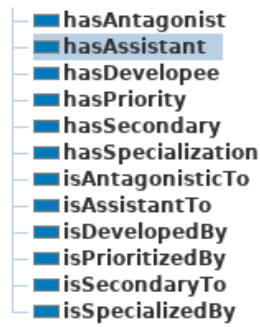 hasAntagonist
hasAssistant
hasDevelopee
hasPriority
hasSecondary
hasSpecialization
isAntagonisticTo
isAssistantTo
isDevelopedBy
isPrioritizedBy
isSecondaryTo
isSpecializedBy